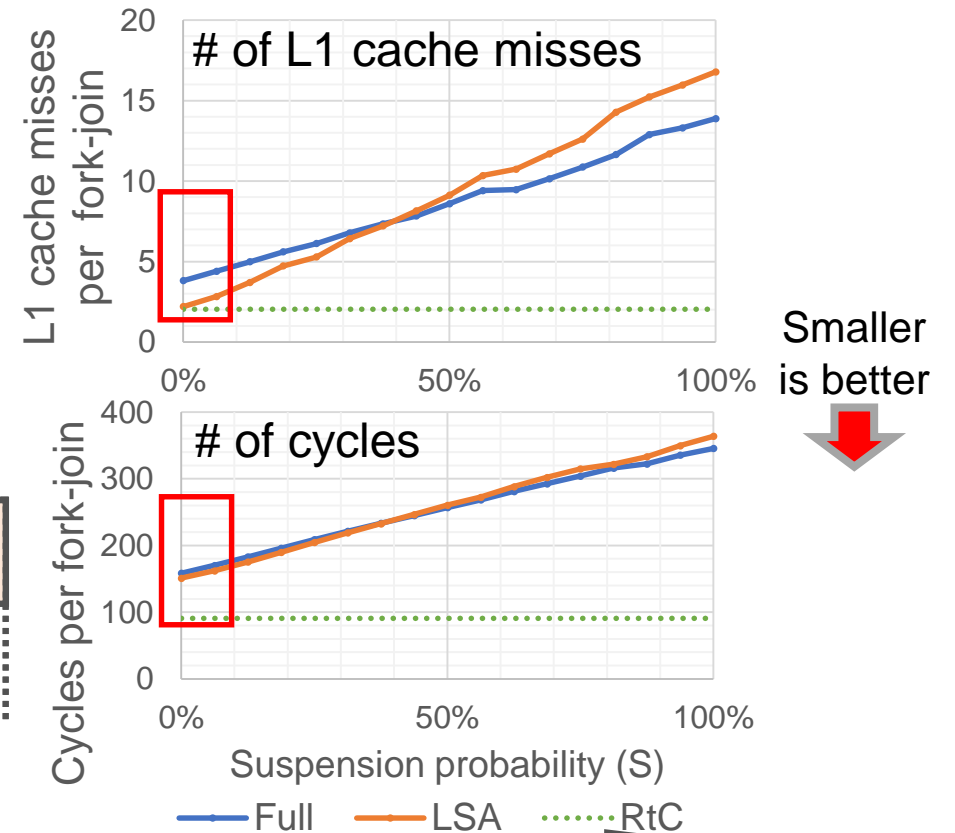 # of L1 cache misses
L1 cache misses
per fork-join
20
15
10
5
0
0%
50%
100%
Smaller
is better
# of cycles
Cycles per fork-join
400
300
200
100
0
0%
50%
100%
Suspension probability (S)
Full
LSA
RtC